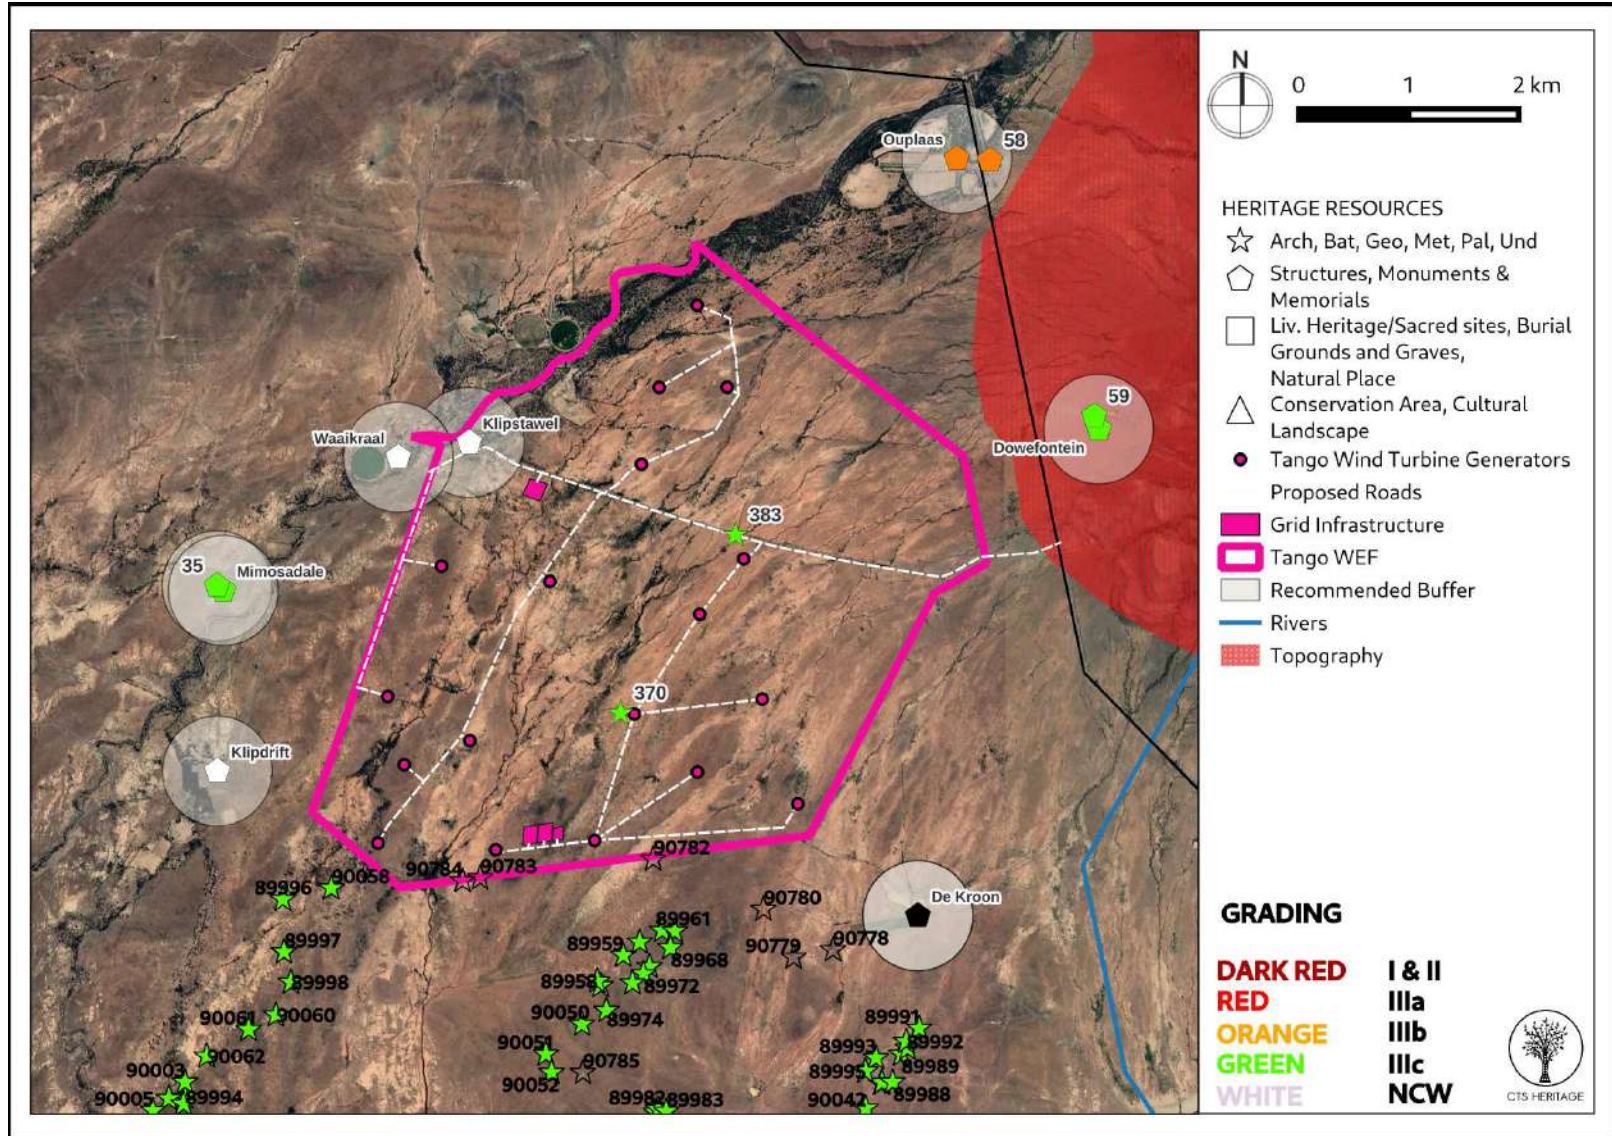 Ouplaas
58
59
Dowefontein
Waaikraal
Klipstawel
383
35
Mimosadale
370
Klipdrift
90782
90784
90783
90058
89996
90780
De Kroon
89961
89959
89997
90779
90778
89968
89998
89958
89972
90061
90060
90050
89974
89991
90051
89992
90062
89993
90785
89989
90003
90052
89995
89988
90005
89994
89982
89983
90042
N
0 1 2 km
HERITAGE RESOURCES
Arch, Bat, Geo, Met, Pal, Und
Structures, Monuments &
Memorials
Liv. Heritage/Sacred sites, Burial
Grounds and Graves,
Natural Place
Conservation Area, Cultural
Landscape
Tango Wind Turbine Generators
Proposed Roads
Grid Infrastructure
Tango WEF
Recommended Buffer
Rivers
Topography
GRADING
DARK RED I & II
RED IIIa
ORANGE IIIb
GREEN IIIc
WHITE NCW
CTS HERITAGE